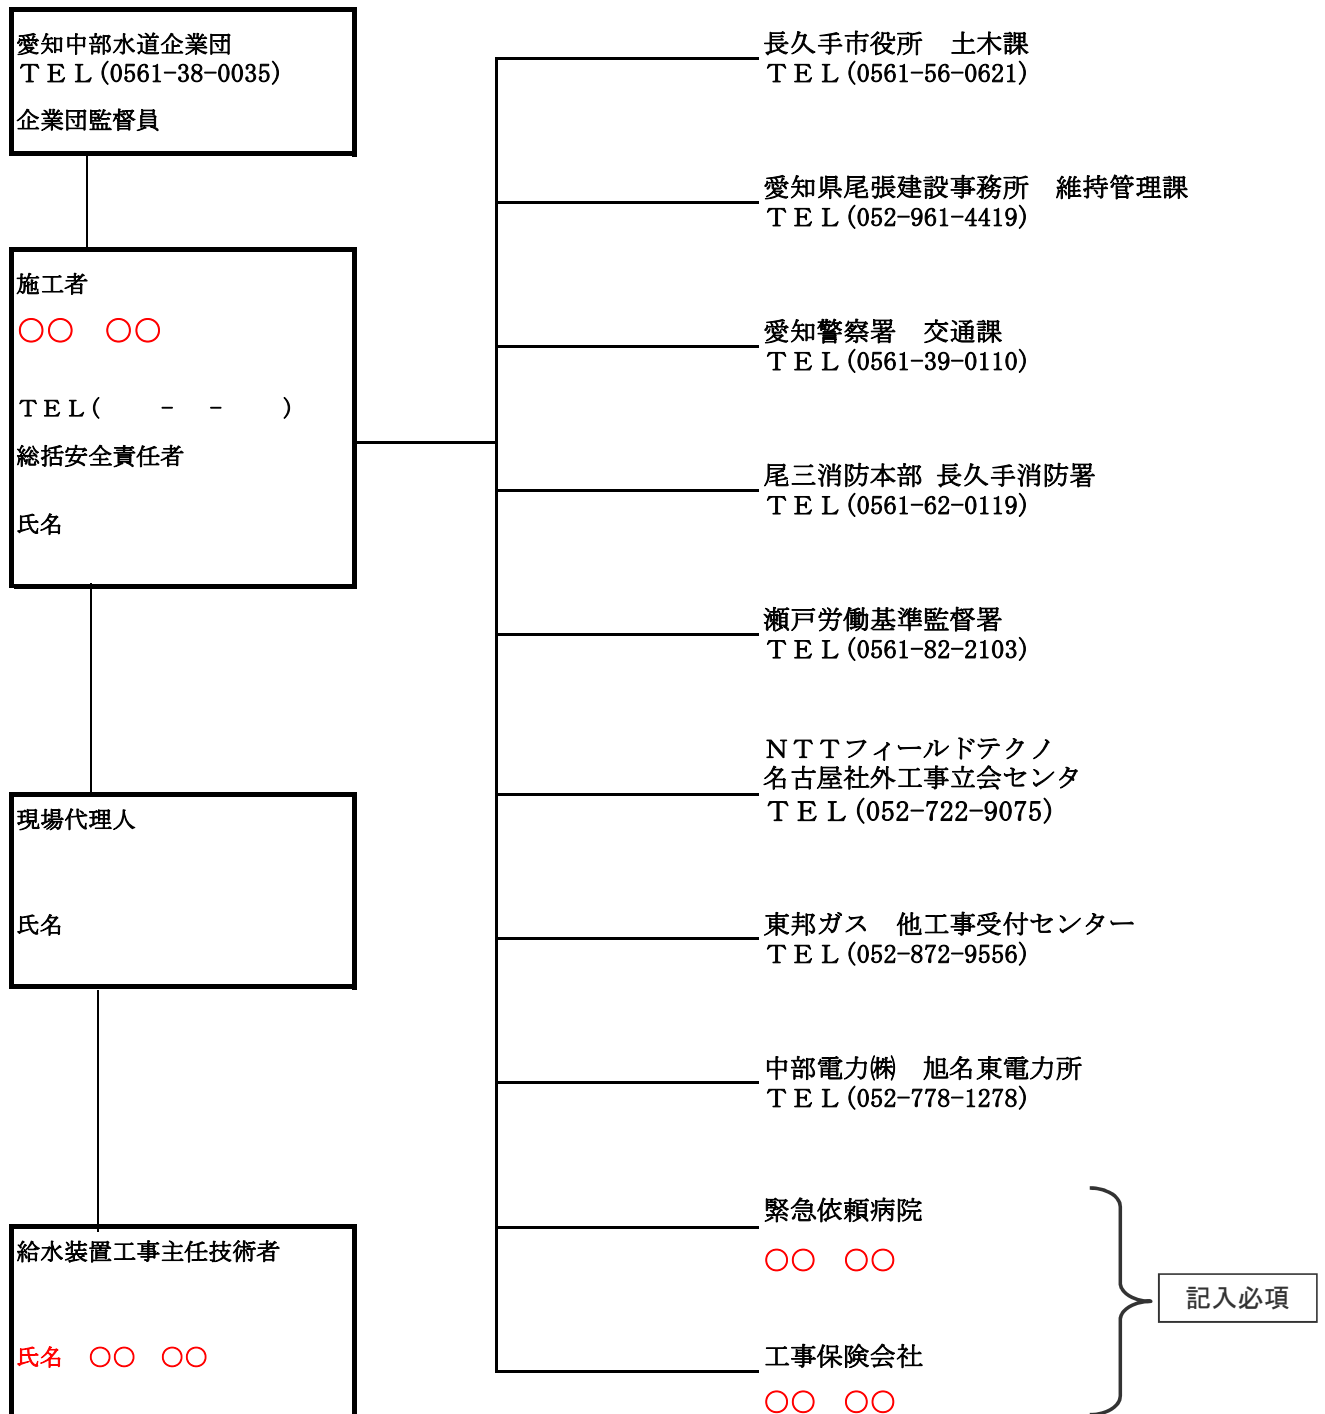 愛知中部水道企業団
ＴＥＬ(0561-38-0035)
企業団監督員
施工者
○○　○○
ＴＥＬ(　　-　-　　)
総括安全責任者
氏名
現場代理人
氏名
給水装置工事主任技術者
氏名　○○　○○
長久手市役所　土木課
ＴＥＬ(0561-56-0621)
愛知県尾張建設事務所　維持管理課
ＴＥＬ(052-961-4419)
愛知警察署　交通課
ＴＥＬ(0561-39-0110)
尾三消防本部 長久手消防署
ＴＥＬ(0561-62-0119)
瀬戸労働基準監督署
ＴＥＬ(0561-82-2103)
ＮＴＴフィールドテクノ
名古屋社外工事立会センタ
ＴＥＬ(052-722-9075)
東邦ガス　他工事受付センター
ＴＥＬ(052-872-9556)
中部電力㈱　旭名東電力所
ＴＥＬ(052-778-1278)
緊急依頼病院
○○　○○
工事保険会社
○○　○○
記入必項